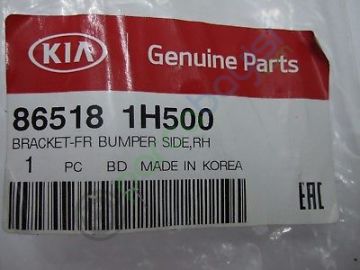 KIA
Genuine Parts
86518 1H500
BRACKET-FR BUMPER SIDE,RH
1 PC BD MADE IN KOREA
EAC